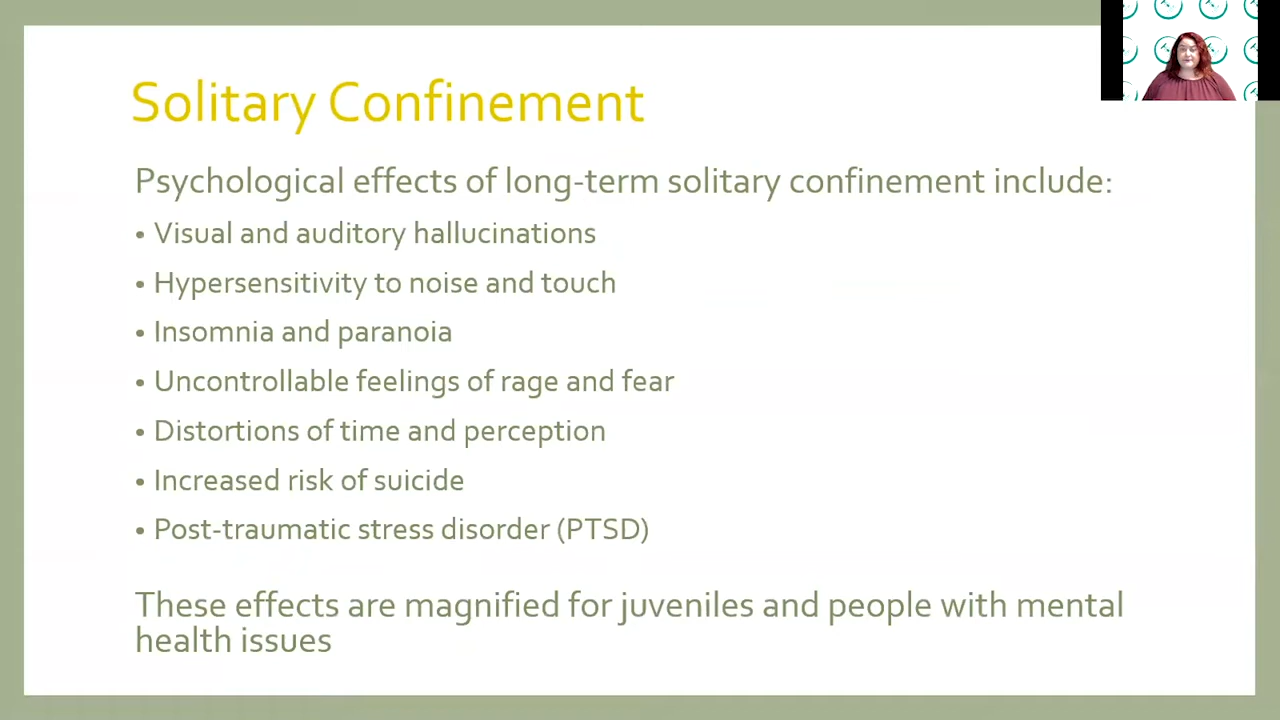 Solitary Confinement
Psychological effects of long-term solitary confinement include:
• Visual and auditory hallucinations
• Hypersensitivity to noise and touch
• Insomnia and paranoia
• Uncontrollable feelings of rage and fear
• Distortions of time and perception
• Increased risk of suicide
• Post-traumatic stress disorder (PTSD)
These effects are magnified for juveniles and people with mental
health issues